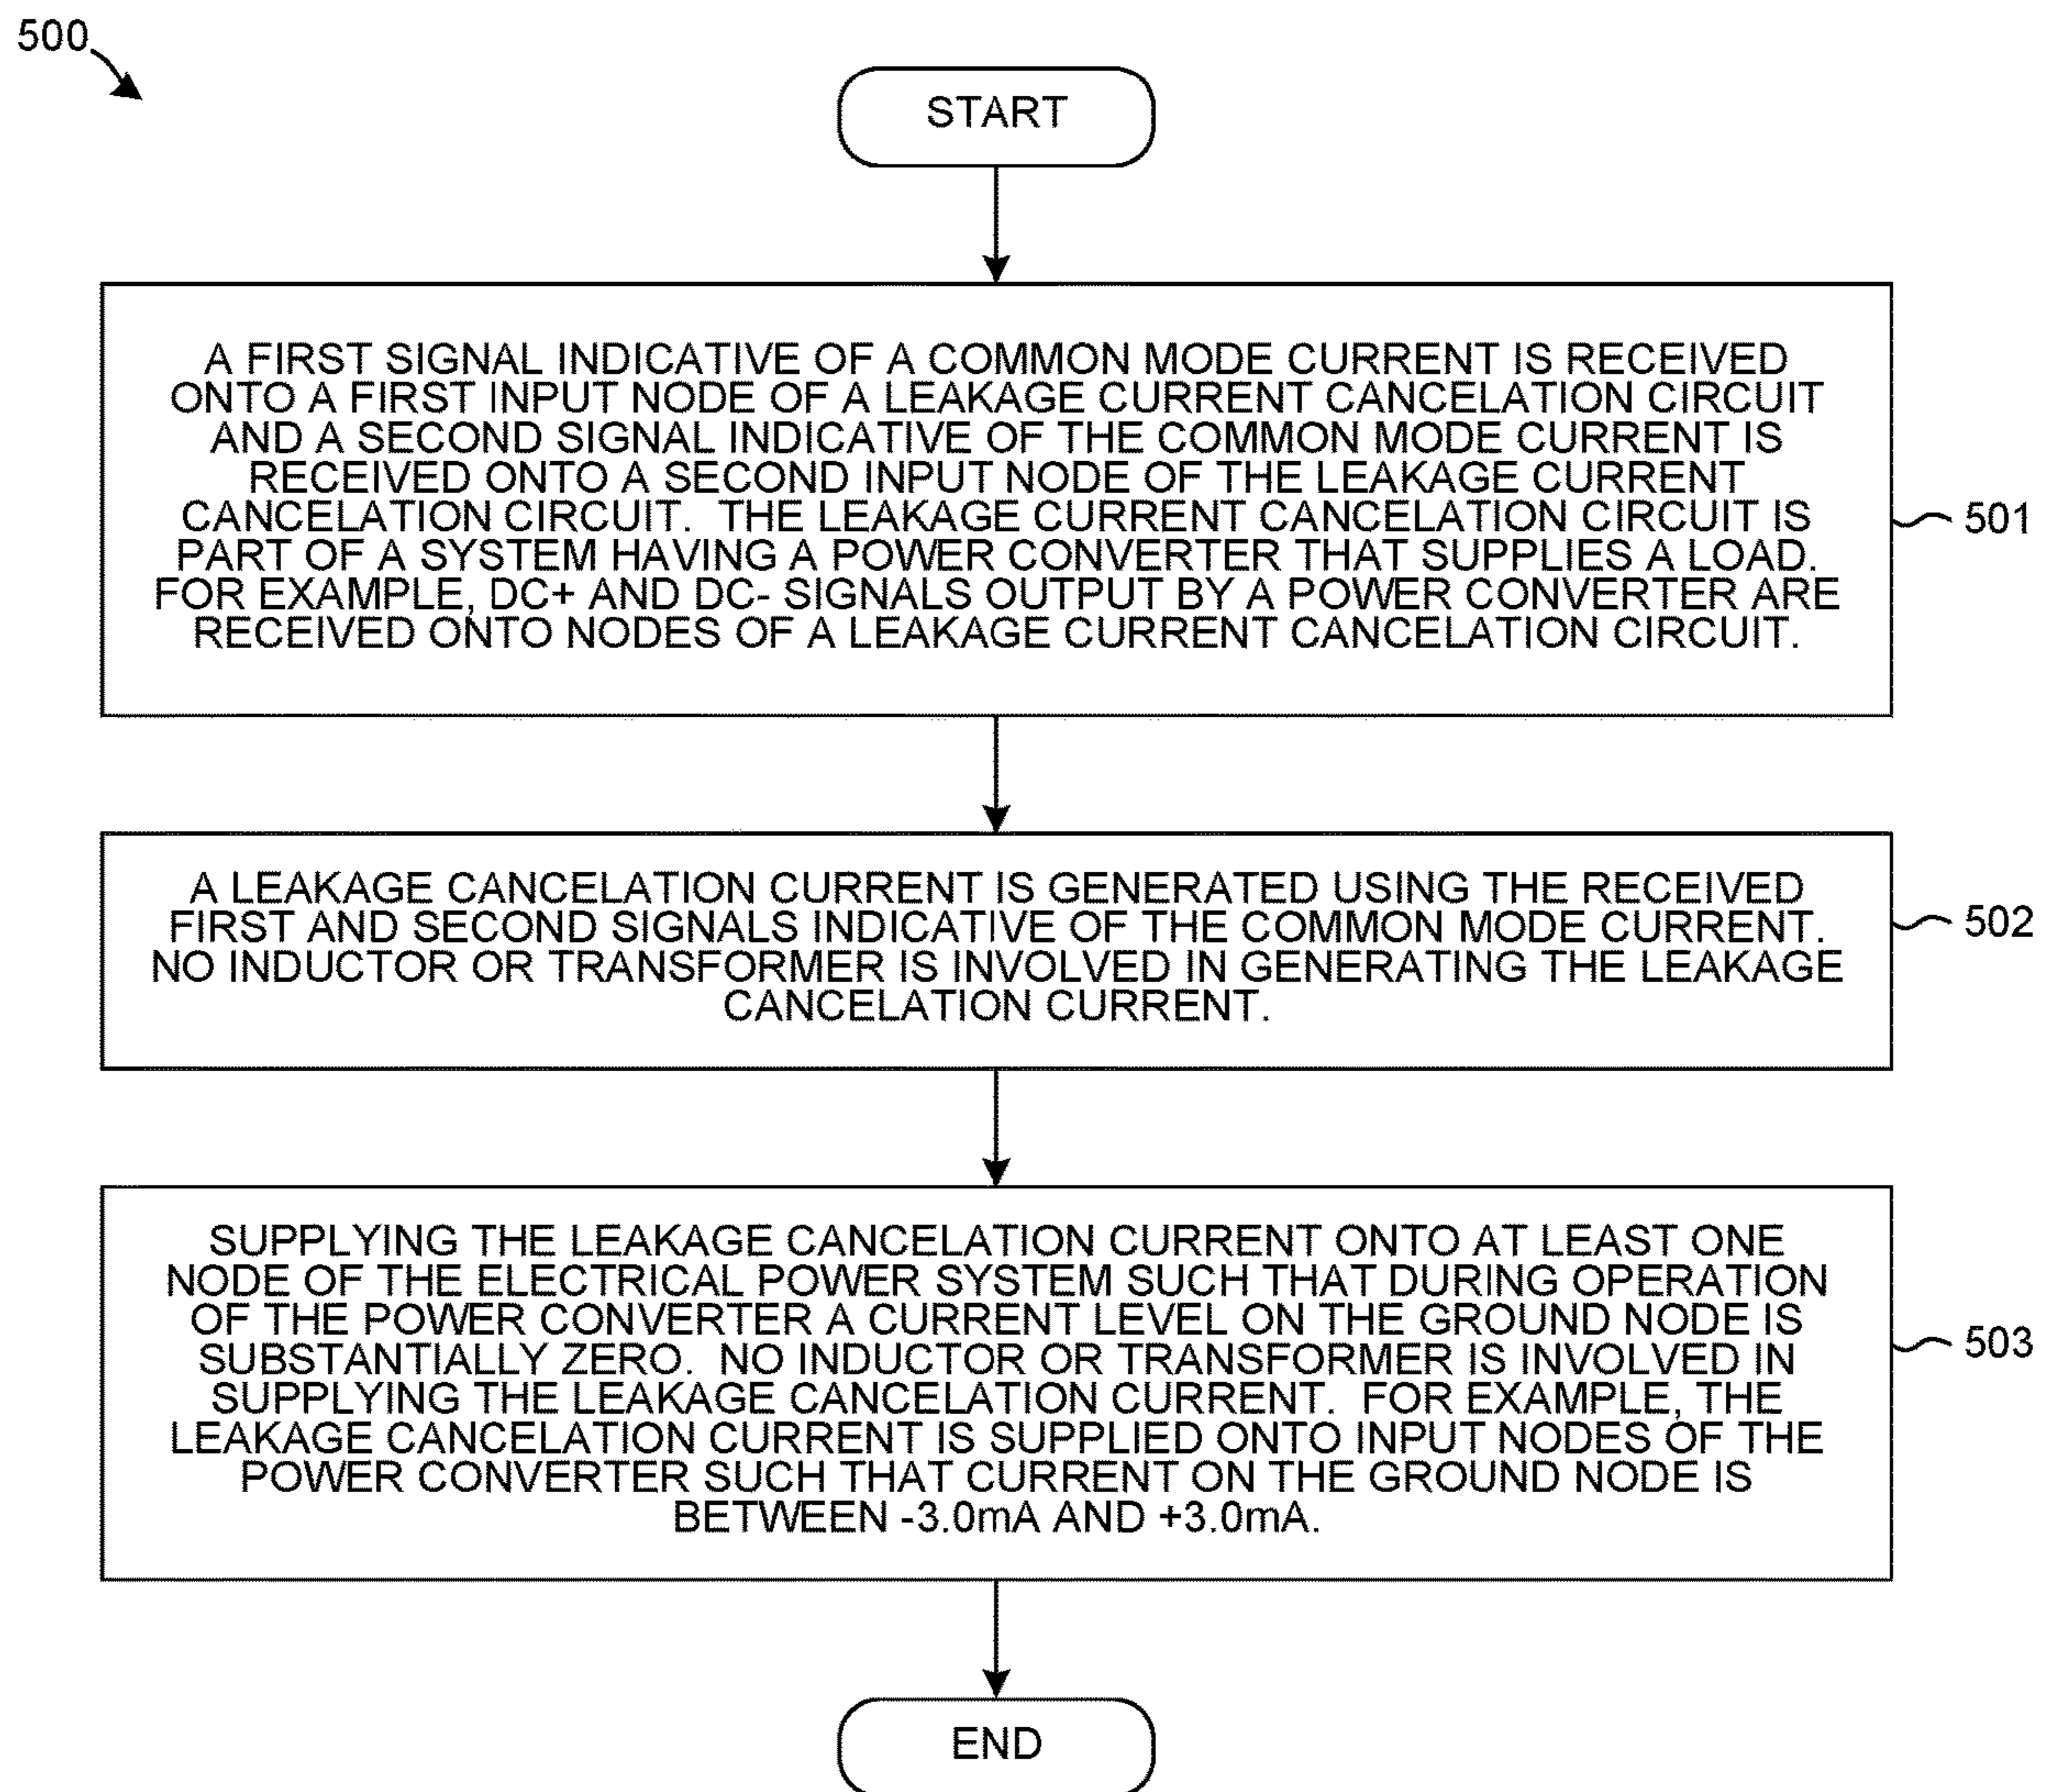 500
START
A FIRST SIGNAL INDICATIVE OF A COMMON MODE CURRENT IS RECEIVED
ONTO A FIRST INPUT NODE OF A LEAKAGE CURRENT CANCELATION CIRCUIT
AND A SECOND SIGNAL INDICATIVE OF THE COMMON MODE CURRENT IS
RECEIVED ONTO A SECOND INPUT NODE OF THE LEAKAGE CURRENT
CANCELATION CIRCUIT. THE LEAKAGE CURRENT CANCELATION CIRCUIT IS
PART OF A SYSTEM HAVING A POWER CONVERTER THAT SUPPLIES A LOAD.
FOR EXAMPLE, DC+ AND DC- SIGNALS OUTPUT BY A POWER CONVERTER ARE
RECEIVED ONTO NODES OF A LEAKAGE CURRENT CANCELATION CIRCUIT.
501
A LEAKAGE CANCELATION CURRENT IS GENERATED USING THE RECEIVED
FIRST AND SECOND SIGNALS INDICATIVE OF THE COMMON MODE CURRENT.
NO INDUCTOR OR TRANSFORMER IS INVOLVED IN GENERATING THE LEAKAGE
CANCELATION CURRENT.
502
SUPPLYING THE LEAKAGE CANCELATION CURRENT ONTO AT LEAST ONE
NODE OF THE ELECTRICAL POWER SYSTEM SUCH THAT DURING OPERATION
OF THE POWER CONVERTER A CURRENT LEVEL ON THE GROUND NODE IS
SUBSTANTIALLY ZERO. NO INDUCTOR OR TRANSFORMER IS INVOLVED IN
SUPPLYING THE LEAKAGE CANCELATION CURRENT. FOR EXAMPLE, THE
LEAKAGE CANCELATION CURRENT IS SUPPLIED ONTO INPUT NODES OF THE
POWER CONVERTER SUCH THAT CURRENT ON THE GROUND NODE IS
BETWEEN -3.0mA AND +3.0mA.
503
END